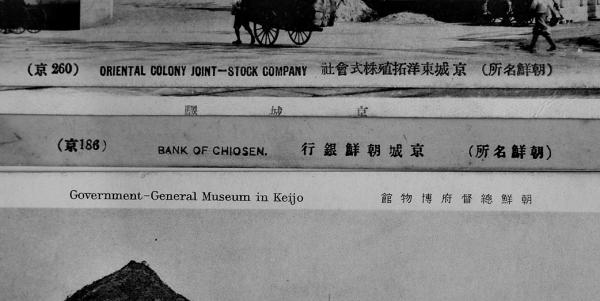 (京260) ORIENTAL COLONY JOINT-STOCK COMPANY (朝鮮名所) 京城東洋拓殖株式會社
京城驛
(京186) BANK OF CHIOSEN. (朝鮮名所) 京城朝鮮銀行
Government-General Museum in Keijo 朝鮮總督府博物館